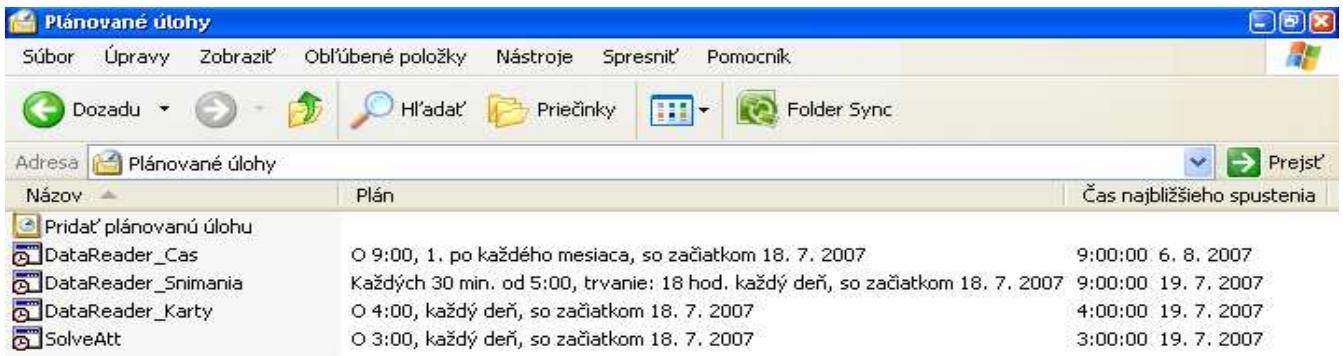 Plánované úlohy
Súbor Úpravy Zobraziť Obľúbené položky Nástroje Spresniť Pomocník
Dozadu Hľadať Priečinky Folder Sync
Adresa Plánované úlohy Prejsť
Názov Plán Čas najbližšieho spustenia
Pridať plánovanú úlohu
DataReader_Cas O 9:00, 1. po každého mesiaca, so začiatkom 18. 7. 2007 9:00:00 6. 8. 2007
DataReader_Snimania Každých 30 min. od 5:00, trvanie: 18 hod. každý deň, so začiatkom 18. 7. 2007 9:00:00 19. 7. 2007
DataReader_Karty O 4:00, každý deň, so začiatkom 18. 7. 2007 4:00:00 19. 7. 2007
SolveAtt O 3:00, každý deň, so začiatkom 18. 7. 2007 3:00:00 19. 7. 2007